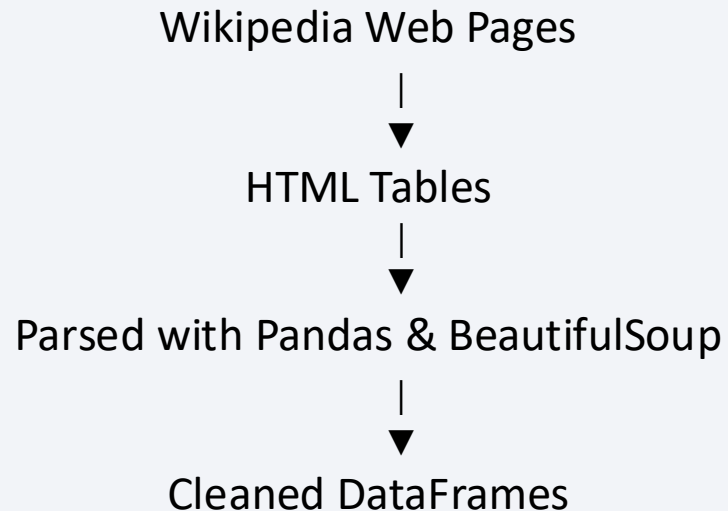 Wikipedia Web Pages
|
▼
HTML Tables
|
▼
Parsed with Pandas & BeautifulSoup
|
▼
Cleaned DataFrames